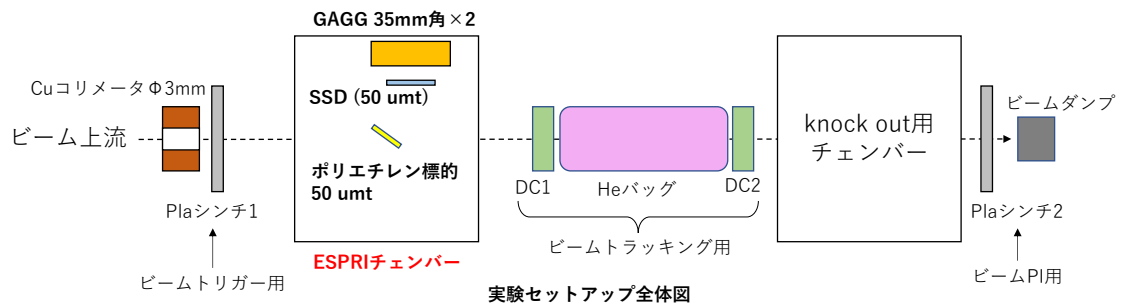 GAGG 35mm角×2
CuコリメータΦ3mm
SSD (50 umt)
ビーム上流
ポリエチレン標的
50 umt
Plaシンチ1
ビームトリガー用
ESPRIチェンバー
DC1
Heバッグ
DC2
ビームトラッキング用
knock out用
チェンバー
ビームダンプ
Plaシンチ2
ビームPI用
実験セットアップ全体図